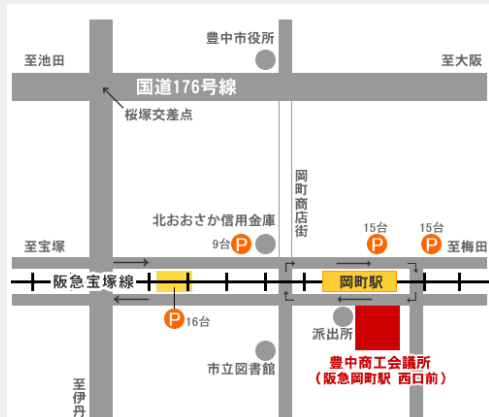 豊中市役所
至池田
至大阪
国道176号線
桜塚交差点
岡町商店街
北おおさか信用金庫
15台
15台
9台 P
P
P
至宝塚
至梅田
阪急宝塚線
岡町駅
P 16台
派出所
市立図書館
豊中商工会議所
(阪急岡町駅 西口前)
至伊丹